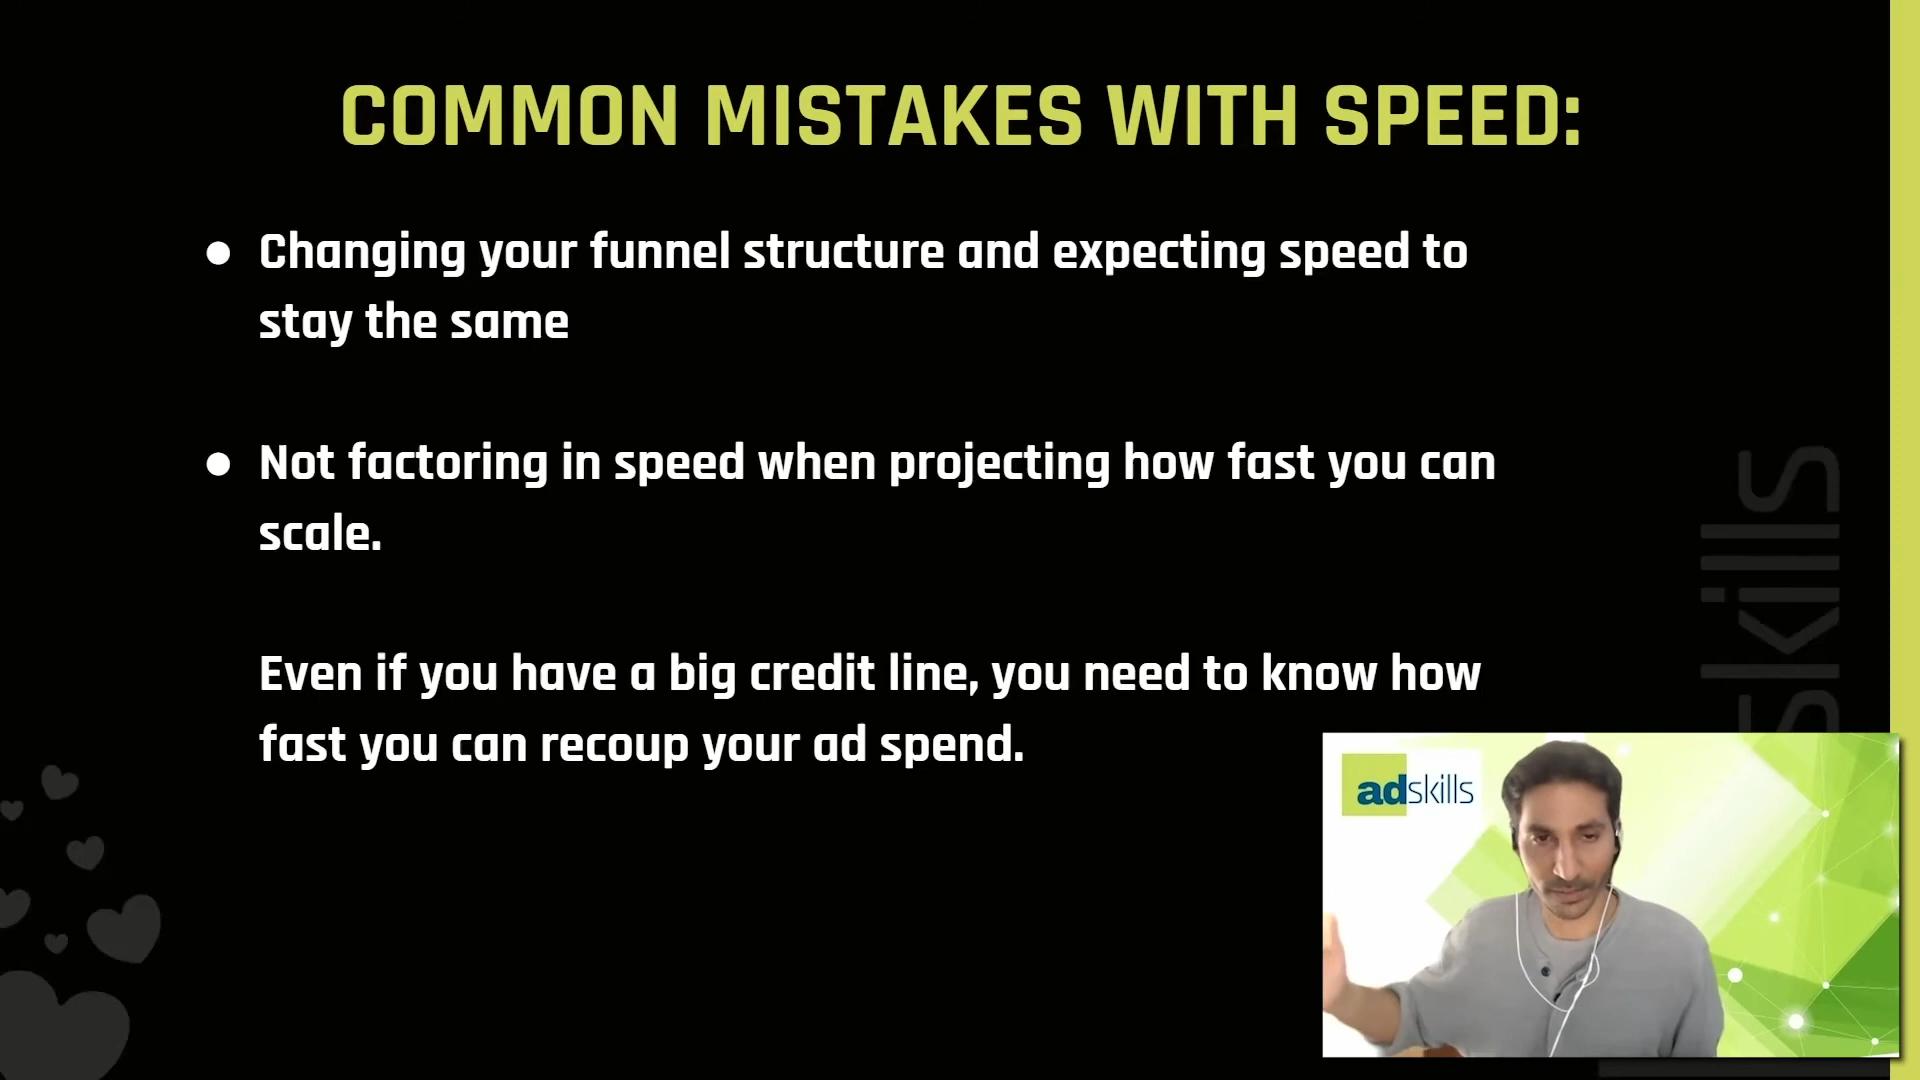 COMMON MISTAKES WITH SPEED:
● Changing your funnel structure and expecting speed to
stay the same
● Not factoring in speed when projecting how fast you can
scale.
Even if you have a big credit line, you need to know how
fast you can recoup your ad spend.
skills
adskills